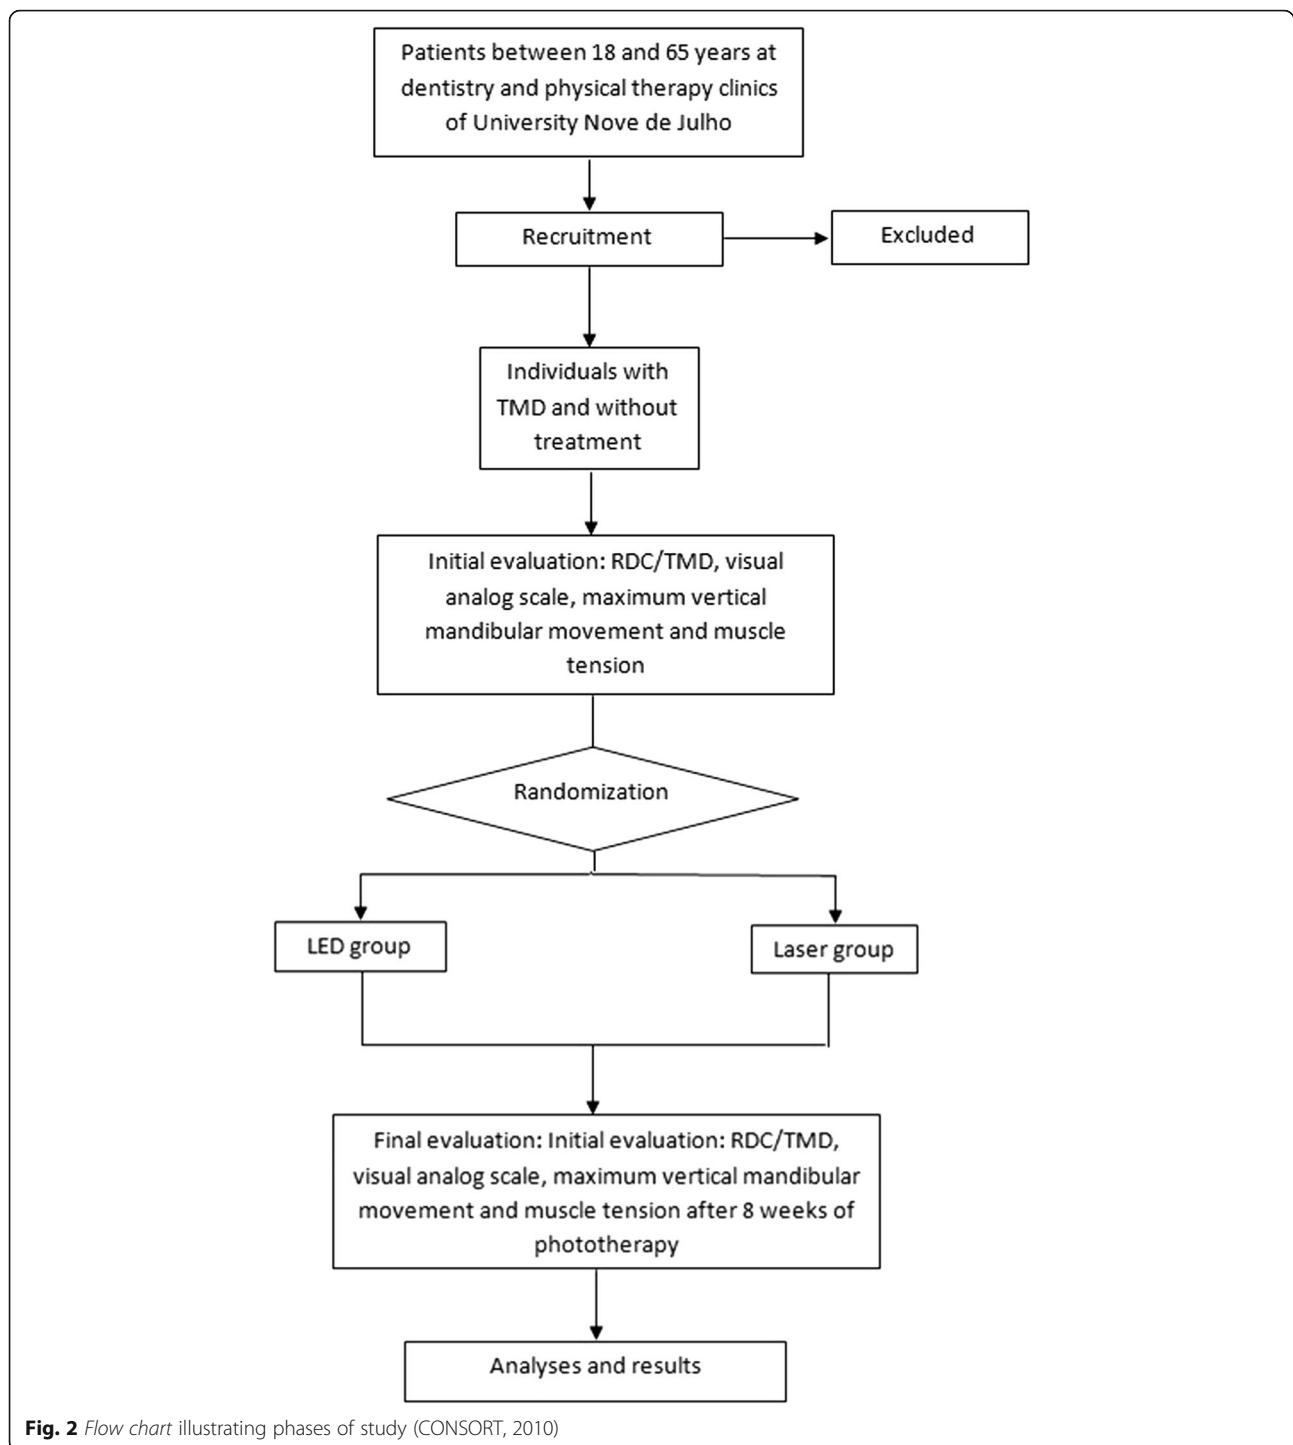 Patients between 18 and 65 years at
dentistry and physical therapy clinics
of University Nove de Julho
Recruitment
Excluded
Individuals with
TMD and without
treatment
Initial evaluation: RDC/TMD, visual
analog scale, maximum vertical
mandibular movement and muscle
tension
Randomization
LED group
Laser group
Final evaluation: Initial evaluation: RDC/TMD,
visual analog scale, maximum vertical mandibular
movement and muscle tension after 8 weeks of
phototherapy
Analyses and results
Fig. 2 Flow chart illustrating phases of study (CONSORT, 2010)